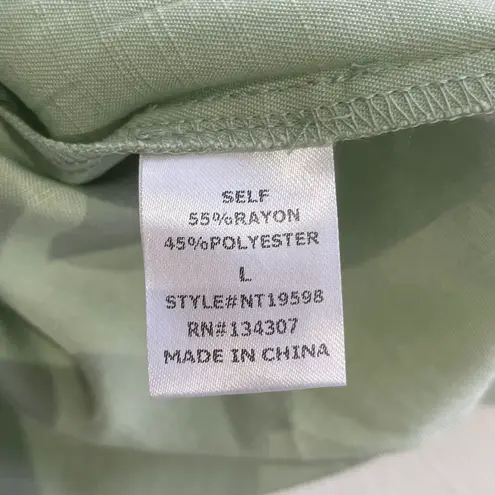 SELF
55%RAYON
45%POLYESTER
L
STYLE#NT19598
RN#134307
MADE IN CHINA